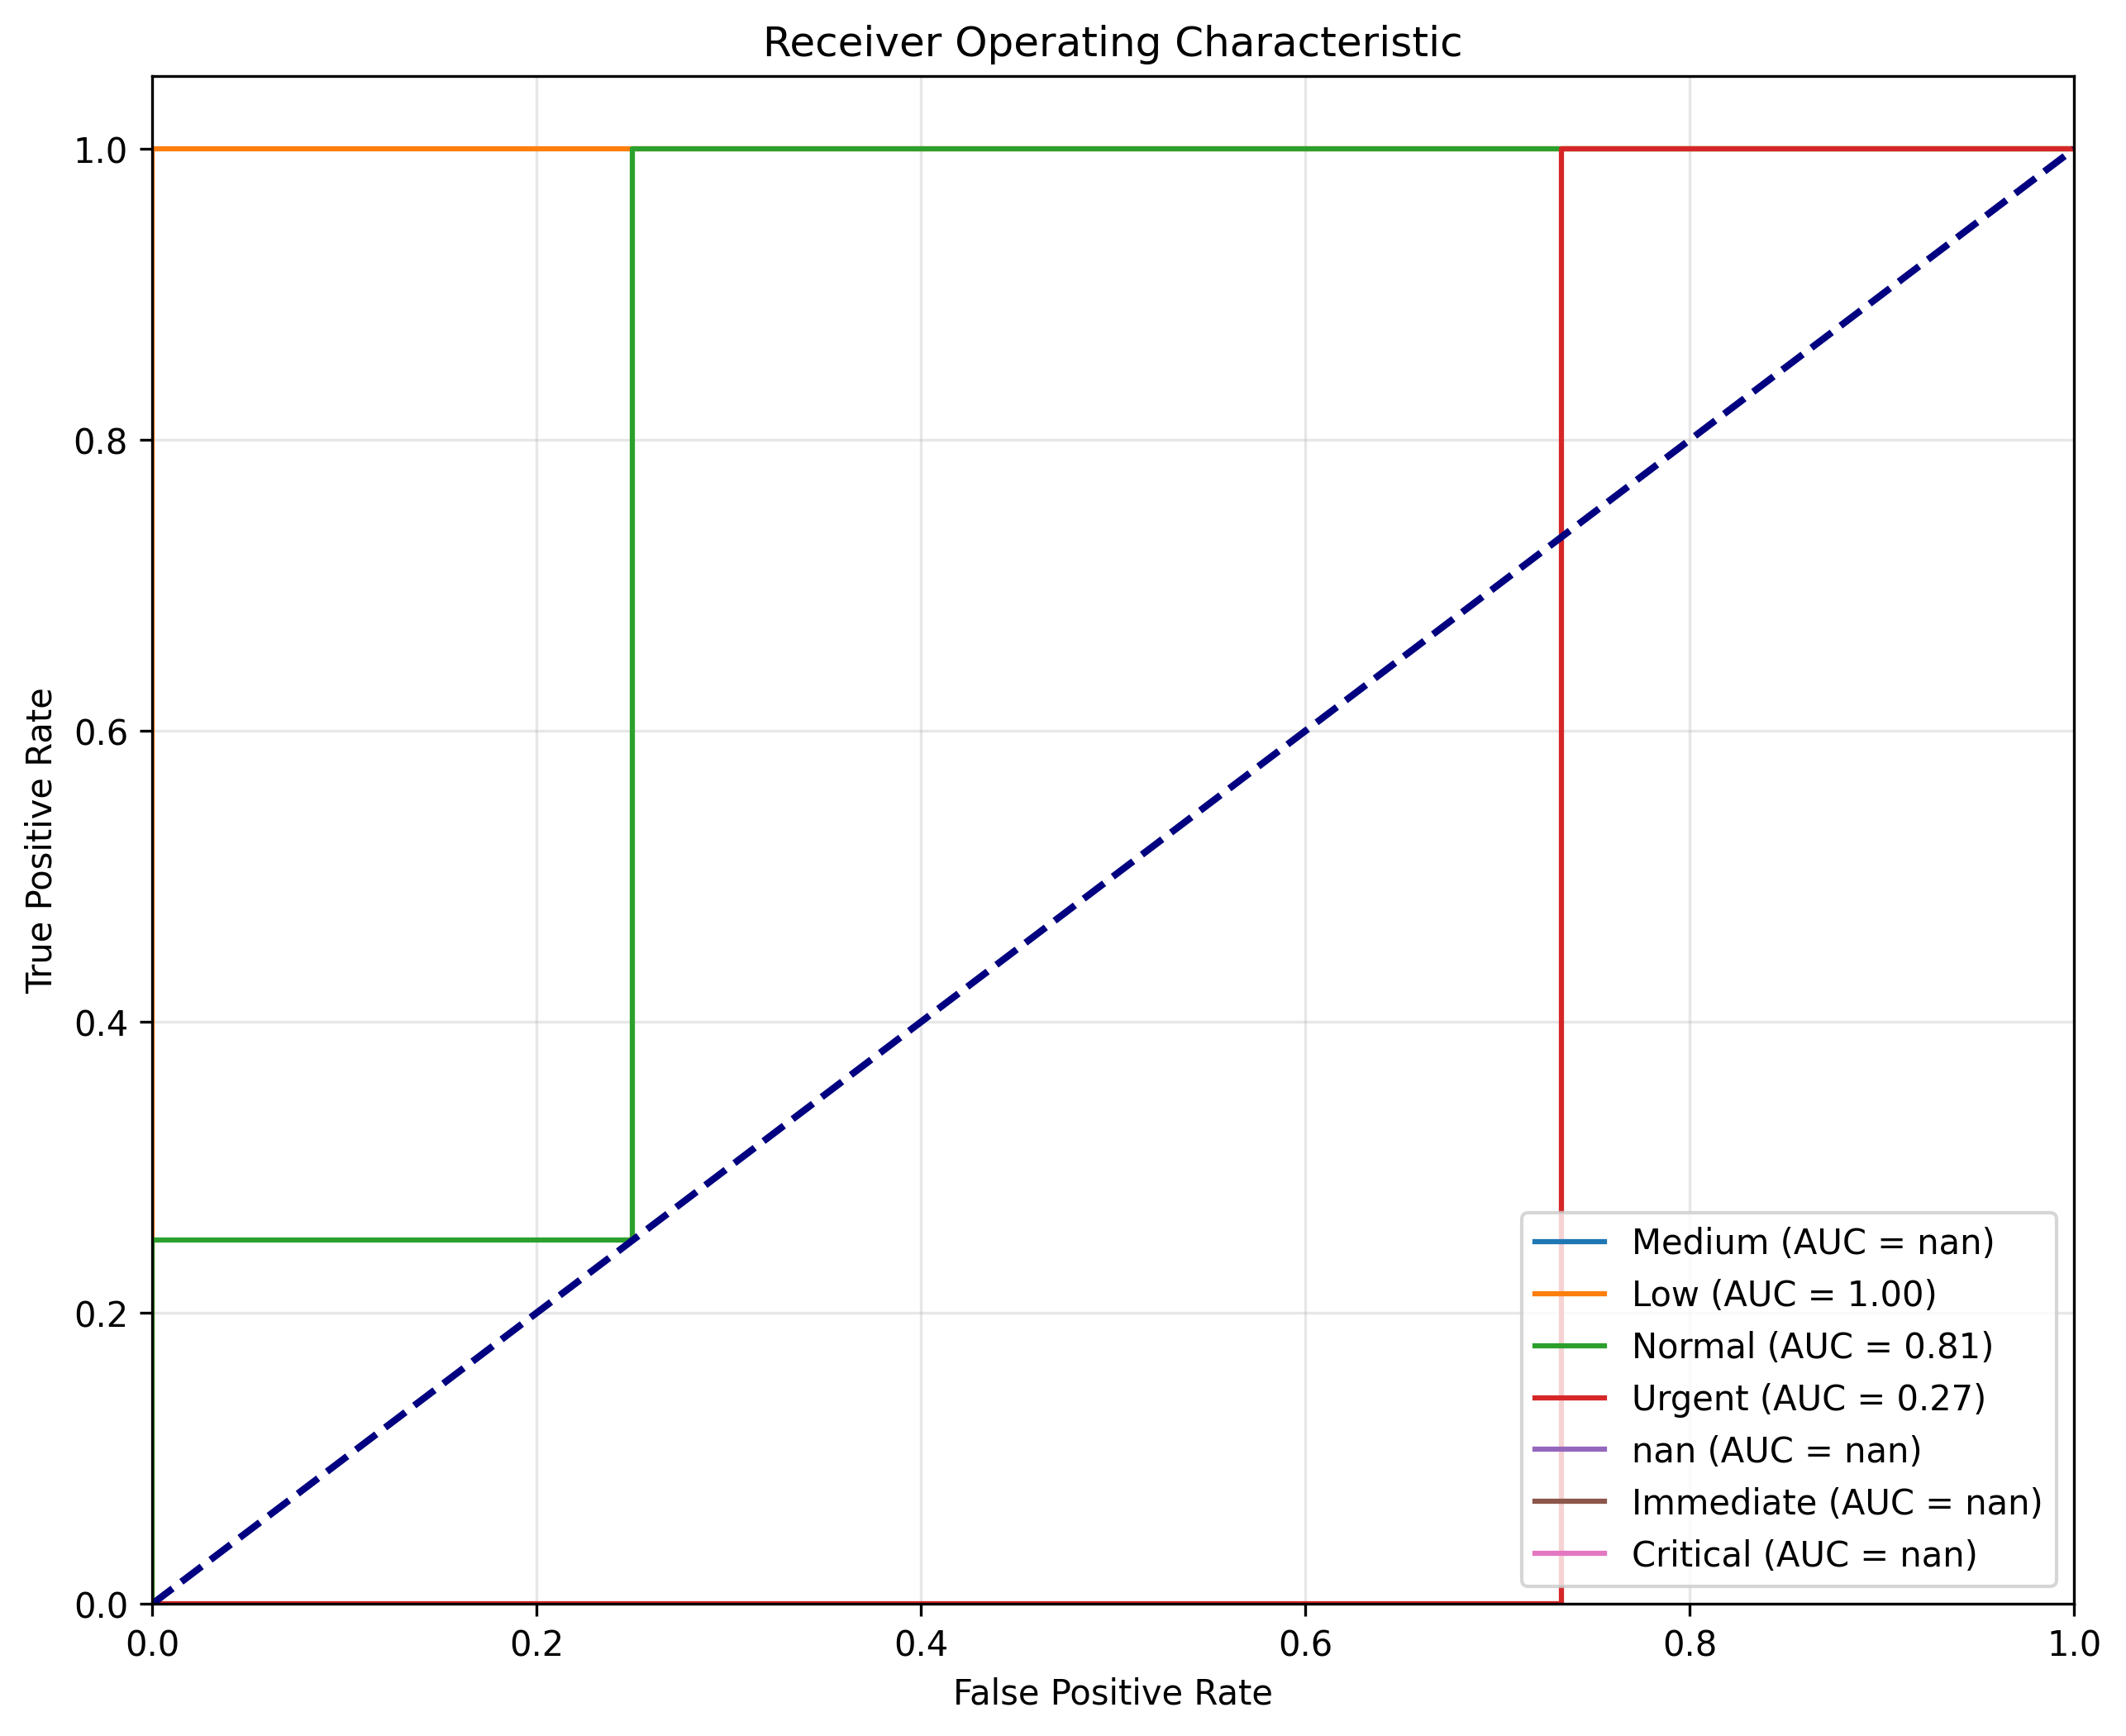 Receiver Operating Characteristic
True Positive Rate
1.0
0.8
0.6
0.4
0.2
0.0
Medium (AUC = nan)
Low (AUC = 1.00)
Normal (AUC = 0.81)
Urgent (AUC = 0.27)
nan (AUC = nan)
Immediate (AUC = nan)
Critical (AUC = nan)
0.0 0.2 0.4 0.6 0.8 1.0
False Positive Rate